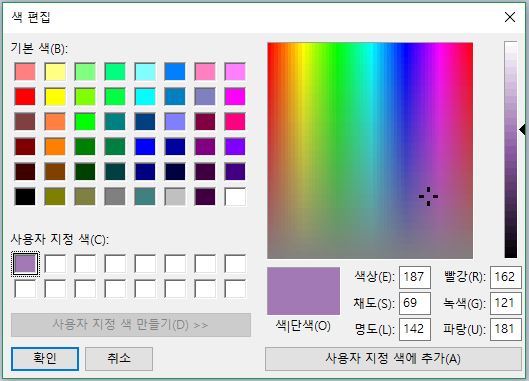 색 편집
기본 색(B):
사용자 지정 색(C):
사용자 지정 색 만들기(D) >>
확인
취소
색|단색(O)
색상(E): 187
채도(S): 69
명도(L): 142
빨강(R): 162
녹색(G): 121
파랑(U): 181
사용자 지정 색에 추가(A)